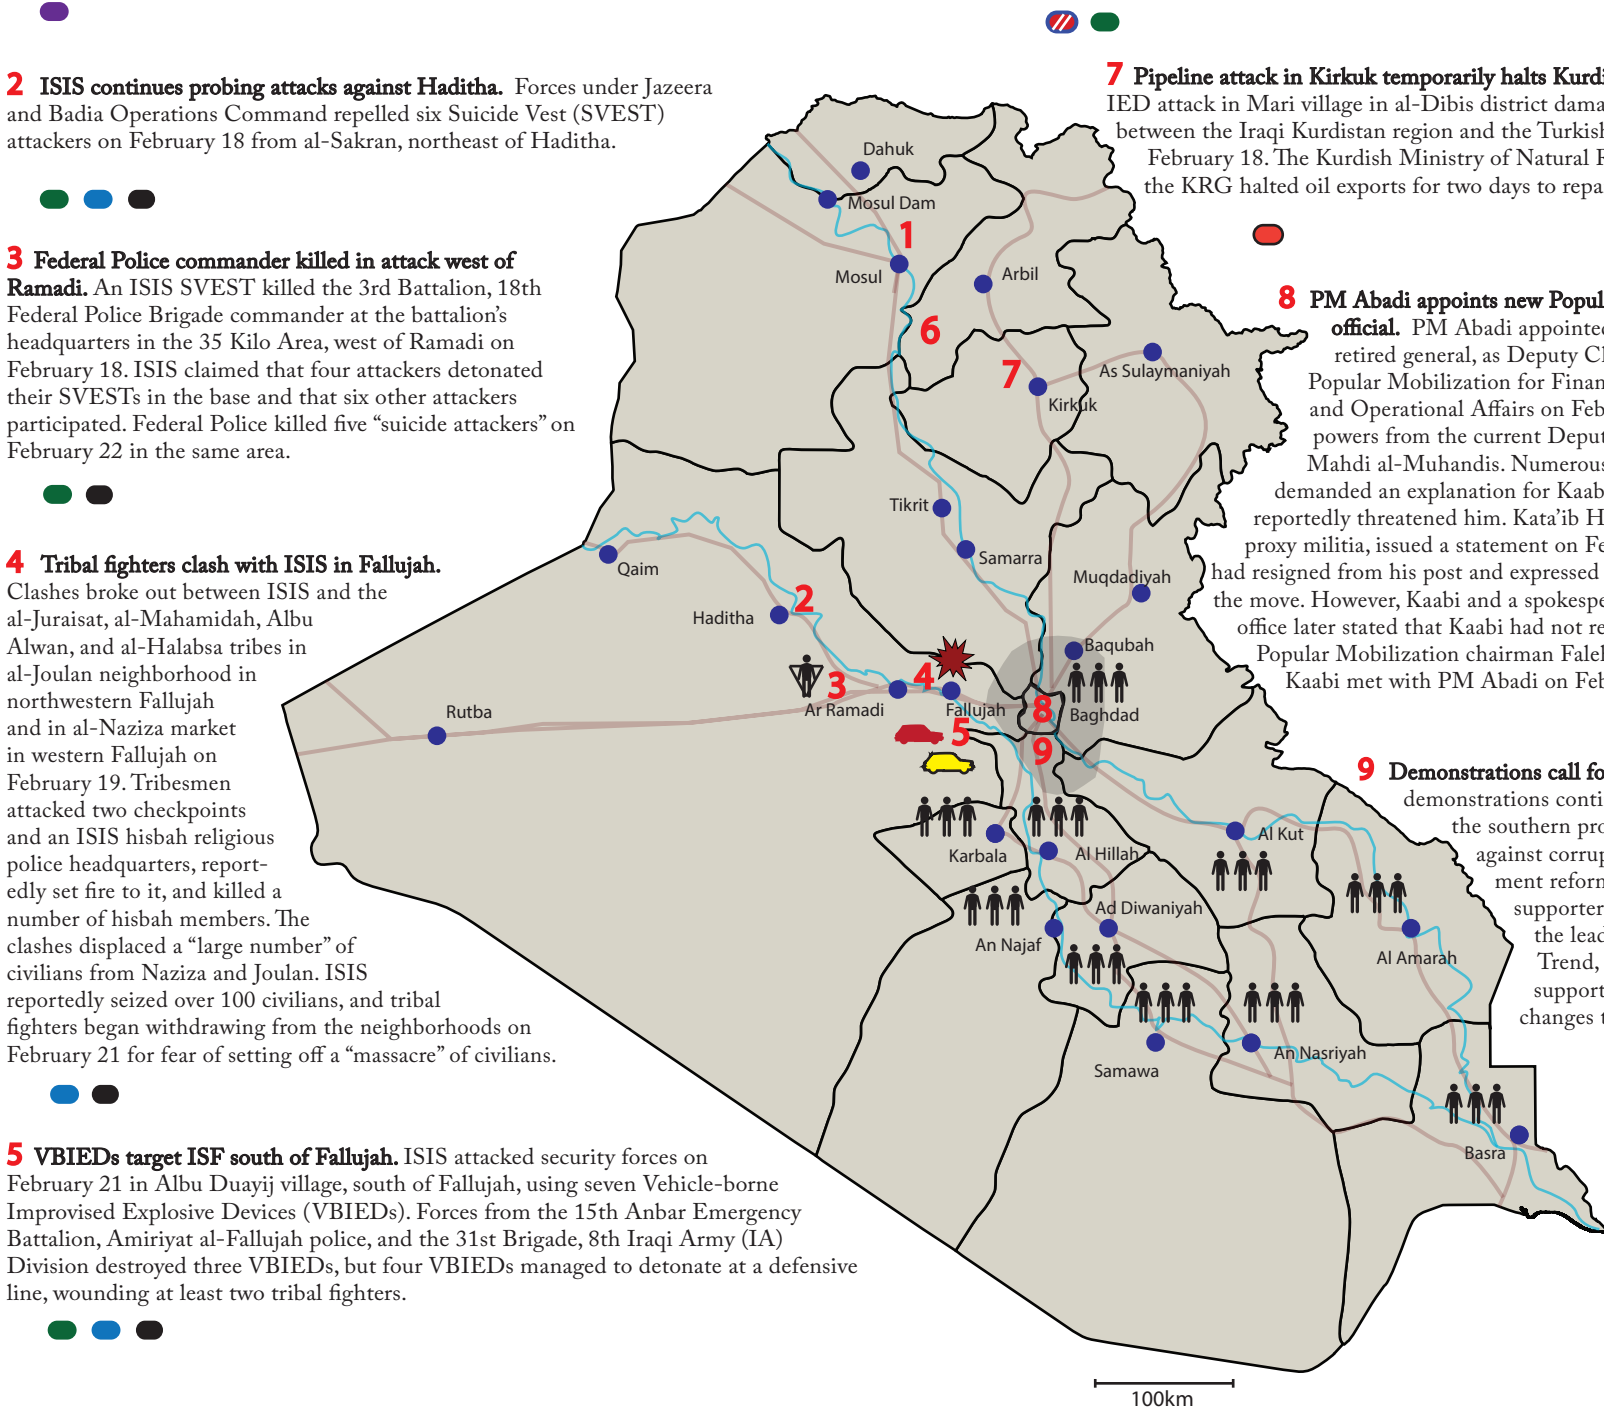 2 ISIS continues probing attacks against Haditha. Forces under Jazeera
and Badia Operations Command repelled six Suicide Vest (SVEST)
attackers on February 18 from al-Sakran, northeast of Haditha.
3 Federal Police commander killed in attack west of
Ramadi. An ISIS SVEST killed the 3rd Battalion, 18th
Federal Police Brigade commander at the battalion’s
headquarters in the 35 Kilo Area, west of Ramadi on
February 18. ISIS claimed that four attackers detonated
their SVESTs in the base and that six other attackers
participated. Federal Police killed five “suicide attackers” on
February 22 in the same area.
4 Tribal fighters clash with ISIS in Fallujah.
Clashes broke out between ISIS and the
al-Juraisat, al-Mahamidah, Albu
Alwan, and al-Halabsa tribes in
al-Joulan neighborhood in
northwestern Fallujah
and in al-Naziza market
in western Fallujah on
February 19. Tribesmen
attacked two checkpoints
and an ISIS hisbah religious
police headquarters, report-
edly set fire to it, and killed a
number of hisbah members. The
clashes displaced a “large number” of
civilians from Naziza and Joulan. ISIS
reportedly seized over 100 civilians, and tribal
fighters began withdrawing from the neighborhoods on
February 21 for fear of setting off a “massacre” of civilians.
5 VBIEDs target ISF south of Fallujah. ISIS attacked security forces on
February 21 in Albu Duayij village, south of Fallujah, using seven Vehicle-borne
Improvised Explosive Devices (VBIEDs). Forces from the 15th Anbar Emergency
Battalion, Amiriyat al-Fallujah police, and the 31st Brigade, 8th Iraqi Army (IA)
Division destroyed three VBIEDs, but four VBIEDs managed to detonate at a defensive
line, wounding at least two tribal fighters.
7 Pipeline attack in Kirkuk temporarily halts Kurdi
IED attack in Mari village in al-Dibis district dama
between the Iraqi Kurdistan region and the Turkish
February 18. The Kurdish Ministry of Natural R
the KRG halted oil exports for two days to repa
8 PM Abadi appoints new Popul
official. PM Abadi appointed
retired general, as Deputy Ch
Popular Mobilization for Finan
and Operational Affairs on Feb
powers from the current Deput
Mahdi al-Muhandis. Numerous
demanded an explanation for Kaab
reportedly threatened him. Kata’ib H
proxy militia, issued a statement on Fe
had resigned from his post and expressed
the move. However, Kaabi and a spokespe
office later stated that Kaabi had not re
Popular Mobilization chairman Faleh
Kaabi met with PM Abadi on Feb
9 Demonstrations call fo
demonstrations conti
the southern pro
against corrup
ment reform
supporter
the lead
Trend,
support
changes t
Dahuk
Mosul Dam
1
Mosul
Arbil
6
7
As Sulaymaniyah
Kirkuk
Tikrit
Samarra
Qaim
Muqdadiyah
2
Haditha
Baqubah
4
3
Rutba
Ar Ramadi
Fallujah
8
Baghdad
5
9
Al Kut
Karbala
Al Hillah
Ad Diwaniyah
An Najaf
Al Amarah
An Nasriyah
Samawa
Basra
100km